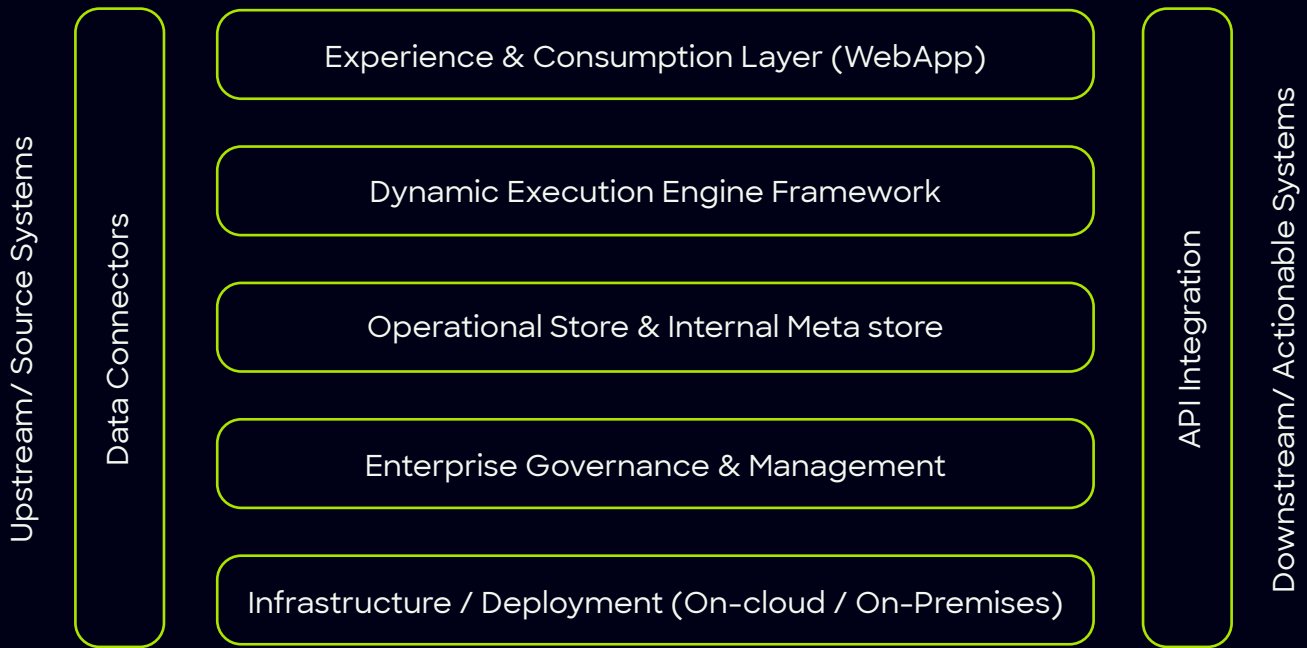 Upstream/ Source Systems
Data Connectors
Experience & Consumption Layer (WebApp)
Dynamic Execution Engine Framework
Operational Store & Internal Meta store
Enterprise Governance & Management
Infrastructure / Deployment (On-cloud / On-Premises)
API Integration
Downstream/ Actionable Systems